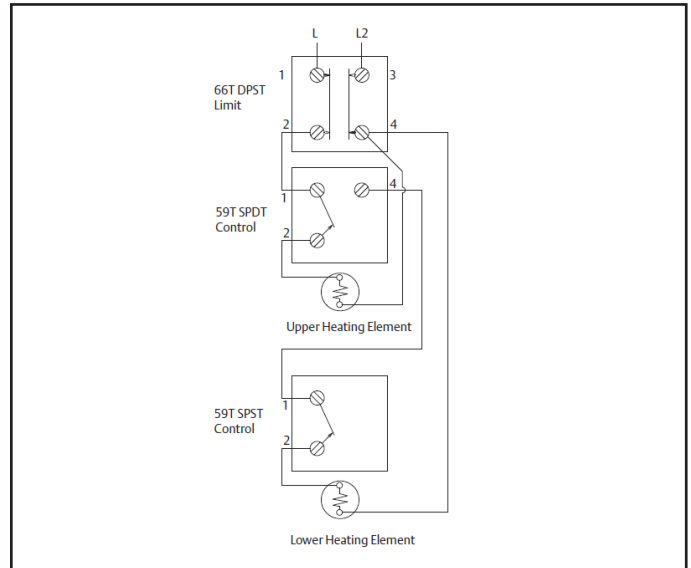 L L2
1 3
66T DPST
Limit
2 4
1 4
59T SPDT
Control
2
Upper Heating Element
1
59T SPST
Control
2
Lower Heating Element